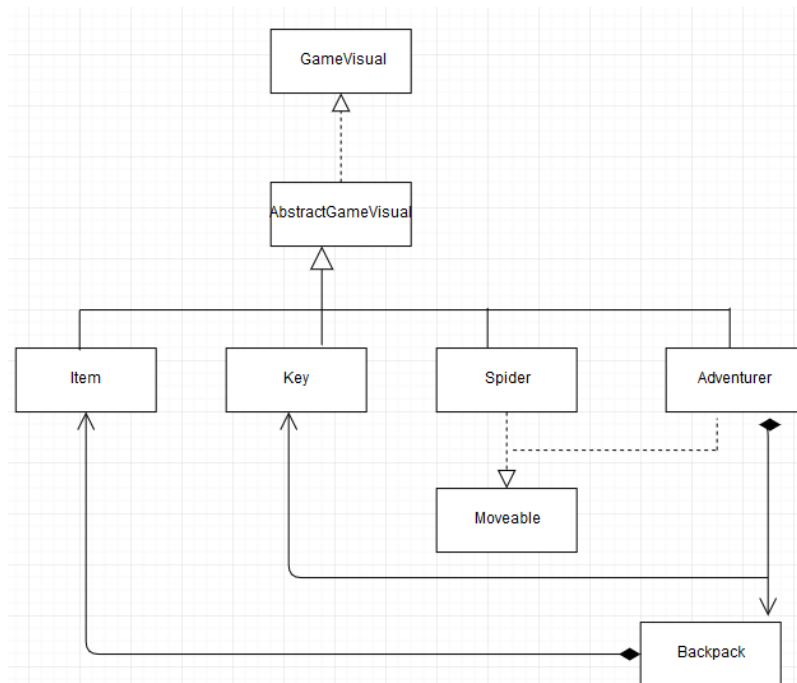 GameVisual
AbstractGameVisual
Item
Key
Spider
Adventurer
Moveable
Backpack